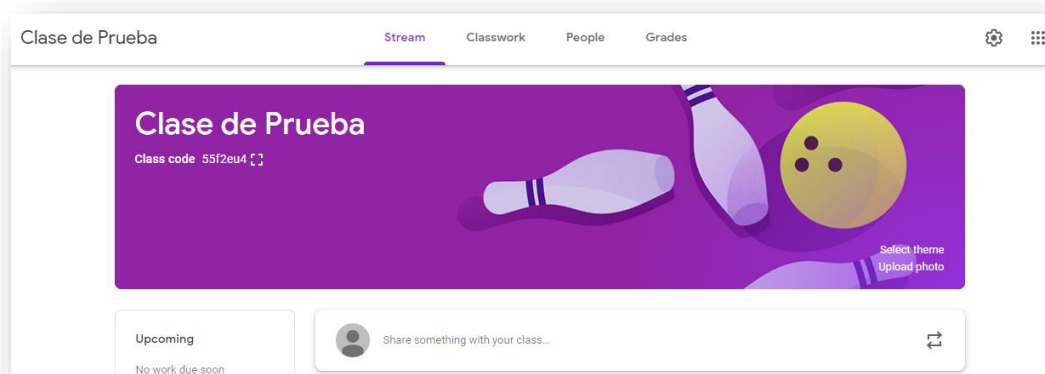 Clase de Prueba
Stream Classwork People Grades
Clase de Prueba
Class code 55f2eu4
Select theme
Upload photo
Upcoming
No work due soon
Share something with your class...